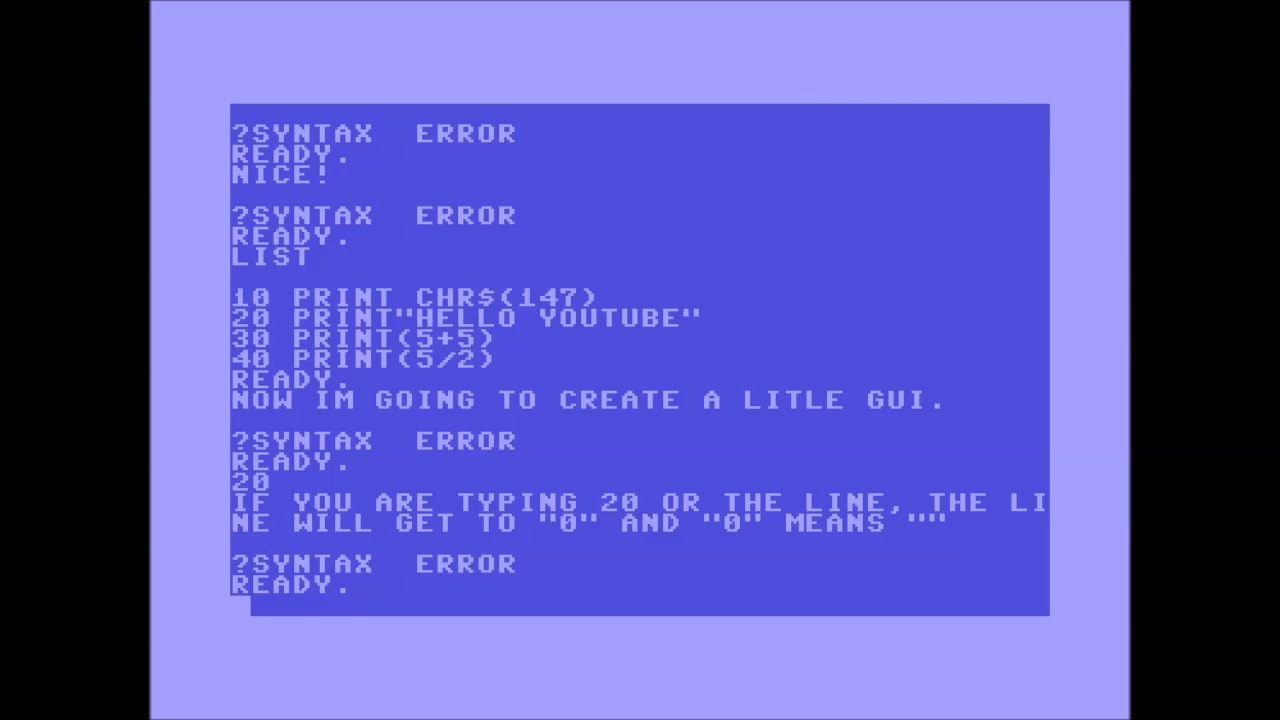 ?SYNTAX  ERROR
READY.
NICE!
?SYNTAX  ERROR
READY.
LIST
10 PRINT CHR$(147)
20 PRINT"HELLO YOUTUBE"
30 PRINT(5+5)
40 PRINT(5/2)
READY.
NOW IM GOING TO CREATE A LITLE GUI.
?SYNTAX  ERROR
READY.
20
IF YOU ARE TYPING 20 OR THE LINE, THE LI
NE WILL GET TO "0" AND "0" MEANS ""
?SYNTAX  ERROR
READY.